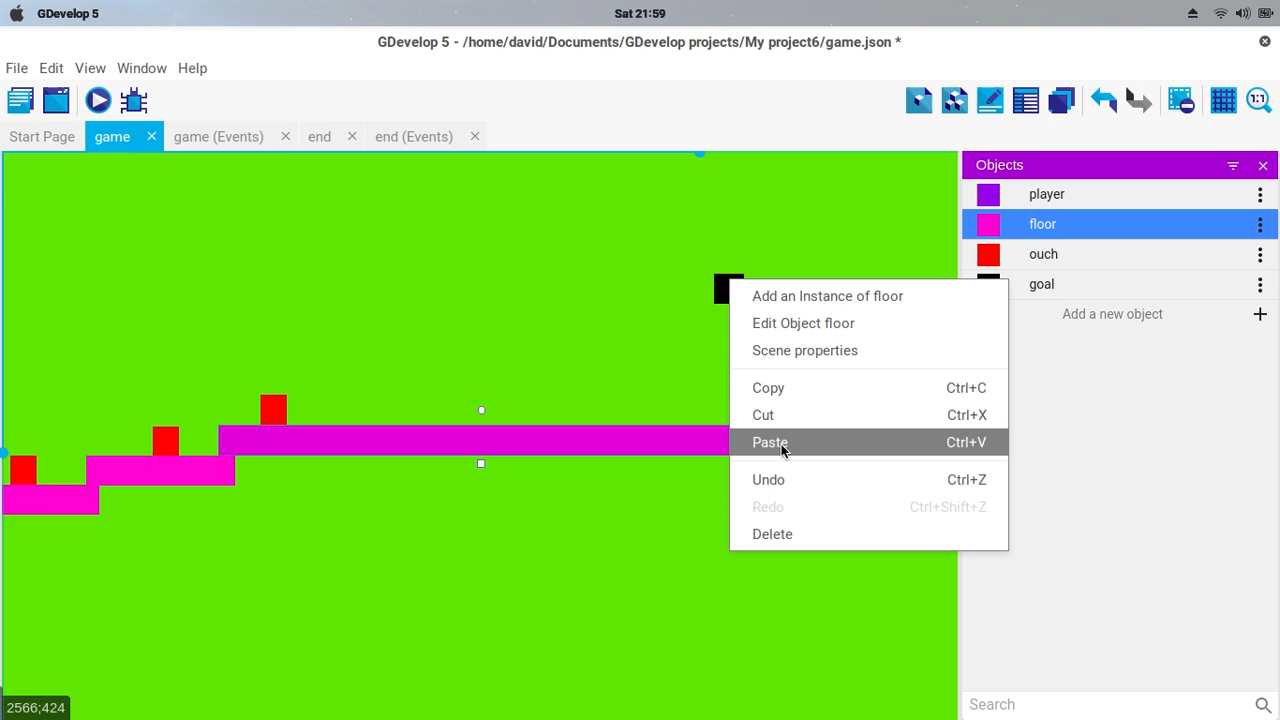 GDevelop 5
Sat 21:59
GDevelop 5 - /home/david/Documents/GDevelop projects/My project6/game.json *
File Edit View Window Help
1:1
Start Page game game (Events) end end (Events)
Objects
player
floor
ouch
goal
Add a new object
Add an Instance of floor
Edit Object floor
Scene properties
Copy Ctrl+C
Cut Ctrl+X
Paste Ctrl+V
Undo Ctrl+Z
Redo Ctrl+Shift+Z
Delete
2566;424
Search